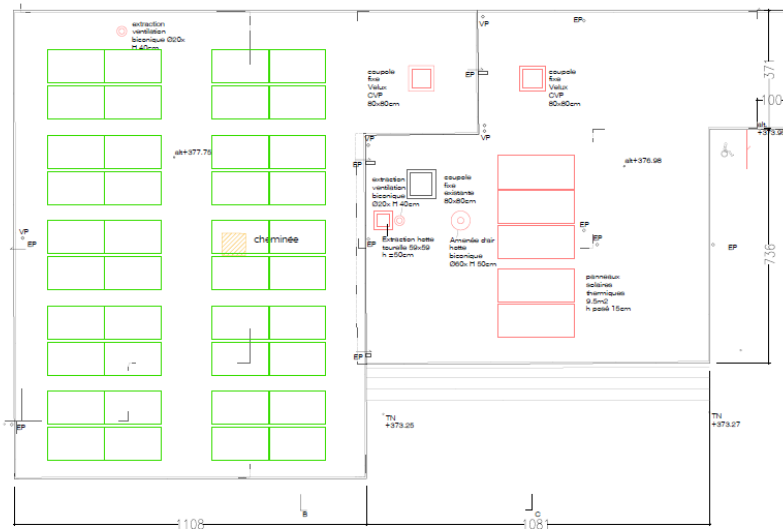 extraction
ventilation
biconique Ø20x
H 40cm
VP
EP
coupole
fixe
Velux
CVP
80x80cm
EP
coupole
fixe
Velux
CVP
80x80cm
371
100
alt
VP
VP
EP
alt+377.75
alt+376.98
extraction
ventilation
biconique
Ø20x H 40cm
coupole
fixe
existante
80x80cm
VP
EP
cheminée
EP
Extraction hotte
tourelle 59x59
h =50cm
Amenée d'air
hotte
biconique
Ø60x H 50cm
EP
EP
EP
736
panneaux
solaires
thermiques
9.5m2
h posé 15cm
EP
EP
TN
+373.25
TN
+373.27
B
C
1108
1081